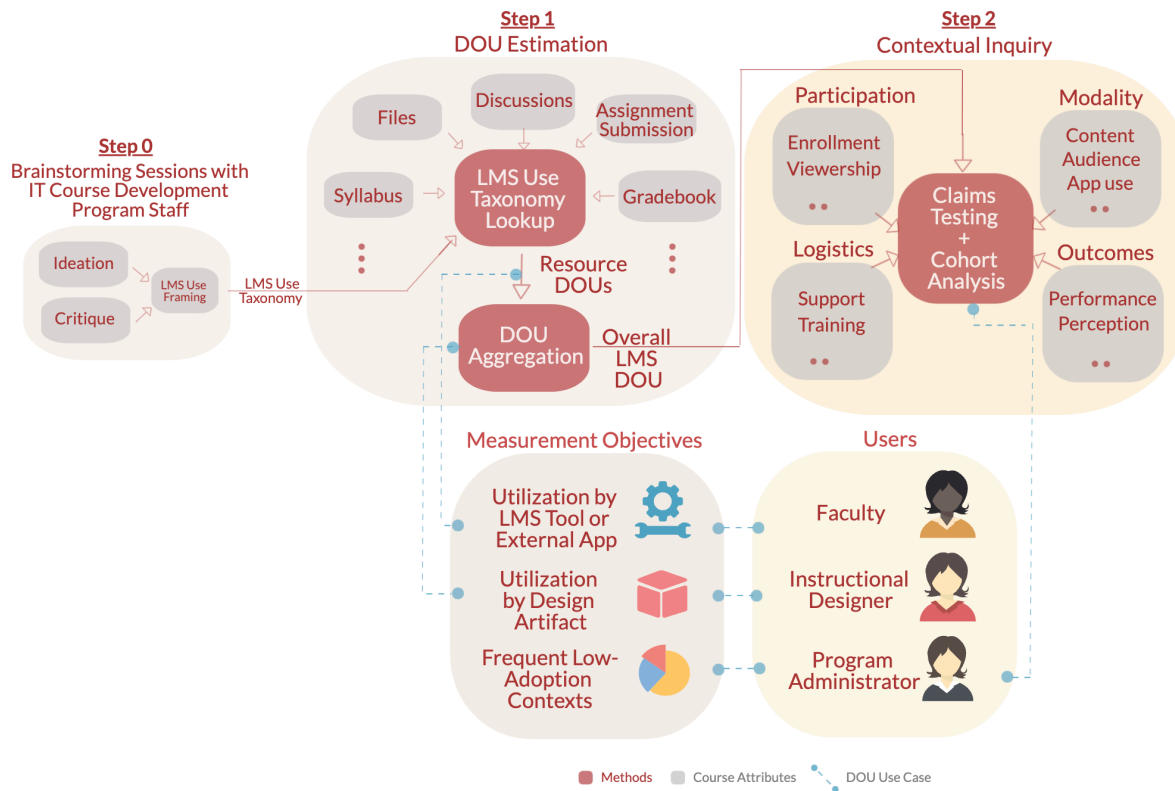 Step 0
Brainstorming Sessions with
IT Course Development
Program Staff
Ideation
Critique
LMS Use
Framing
LMS Use
Taxonomy
Step 1
DOU Estimation
Files
Discussions
Assignment
Submission
Syllabus
LMS Use
Taxonomy
Lookup
Gradebook
Resource
DOUs
DOU
Aggregation
Overall
LMS
DOU
Step 2
Contextual Inquiry
Participation
Enrollment
Viewership
Modality
Content
Audience
App use
Claims
Testing
+
Cohort
Analysis
Logistics
Support
Training
Outcomes
Performance
Perception
Measurement Objectives
Utilization by
LMS Tool or
External App
Utilization
by Design
Artifact
Frequent Low-
Adoption
Contexts
Users
Faculty
Instructional
Designer
Program
Administrator
Methods
Course Attributes
DOU Use Case